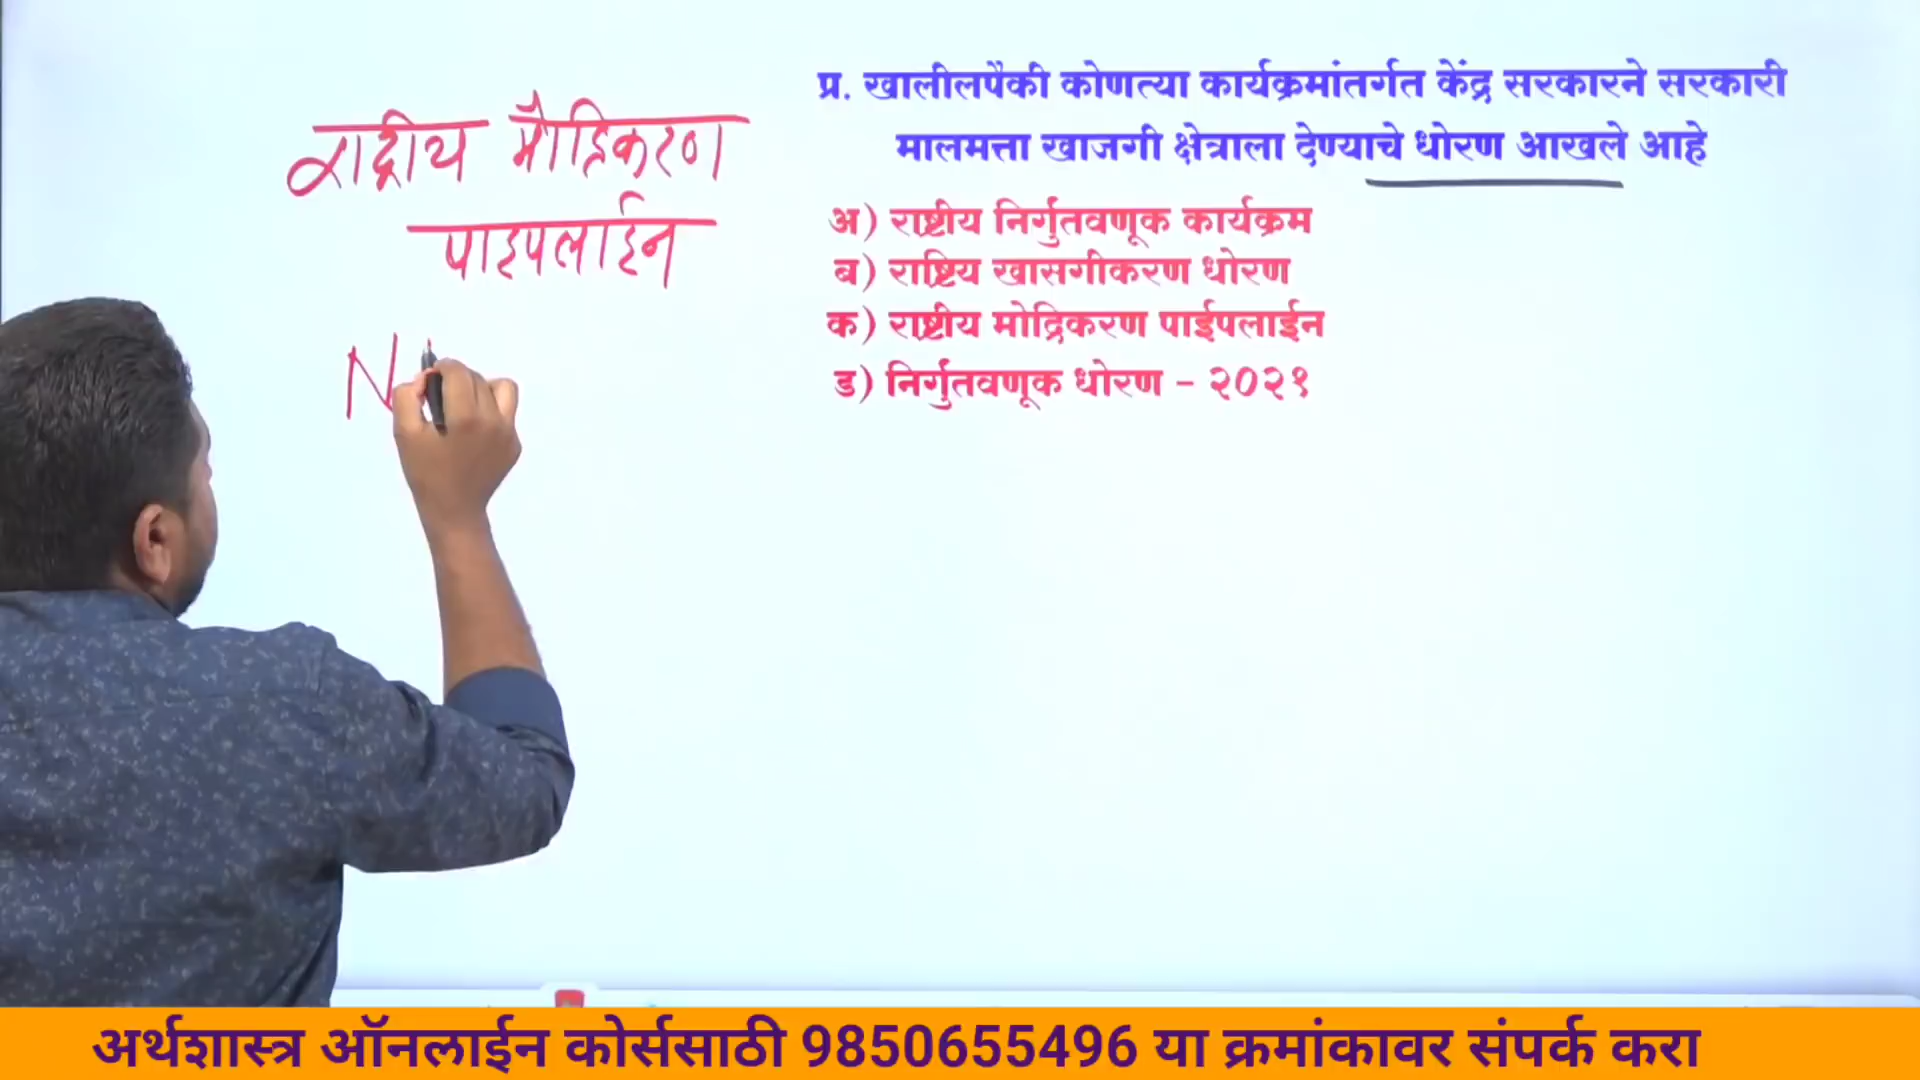 राष्ट्रीय मौद्रिकरण
पाइपलाईन
N
प्र. खालीलपैकी कोणत्या कार्यक्रमांतर्गत केंद्र सरकारने सरकारी
मालमत्ता खाजगी क्षेत्राला देण्याचे धोरण आखले आहे
अ) राष्ट्रीय निर्गुंतवणूक कार्यक्रम
ब) राष्ट्रिय खासगीकरण धोरण
क) राष्ट्रीय मोद्रिकरण पाईपलाईन
ड) निर्गुंतवणूक धोरण - २०२१
अर्थशास्त्र ऑनलाईन कोर्ससाठी 9850655496 या क्रमांकावर संपर्क करा